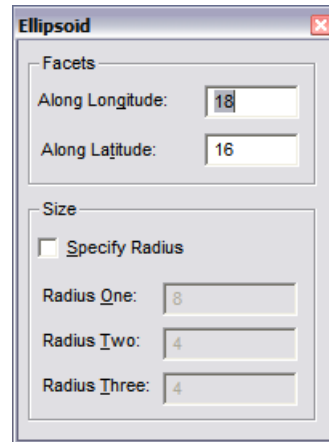 Ellipsoid
Facets
Along Longitude: 18
Along Latitude: 16
Size
Specify Radius
Radius One: 8
Radius Two: 4
Radius Three: 4